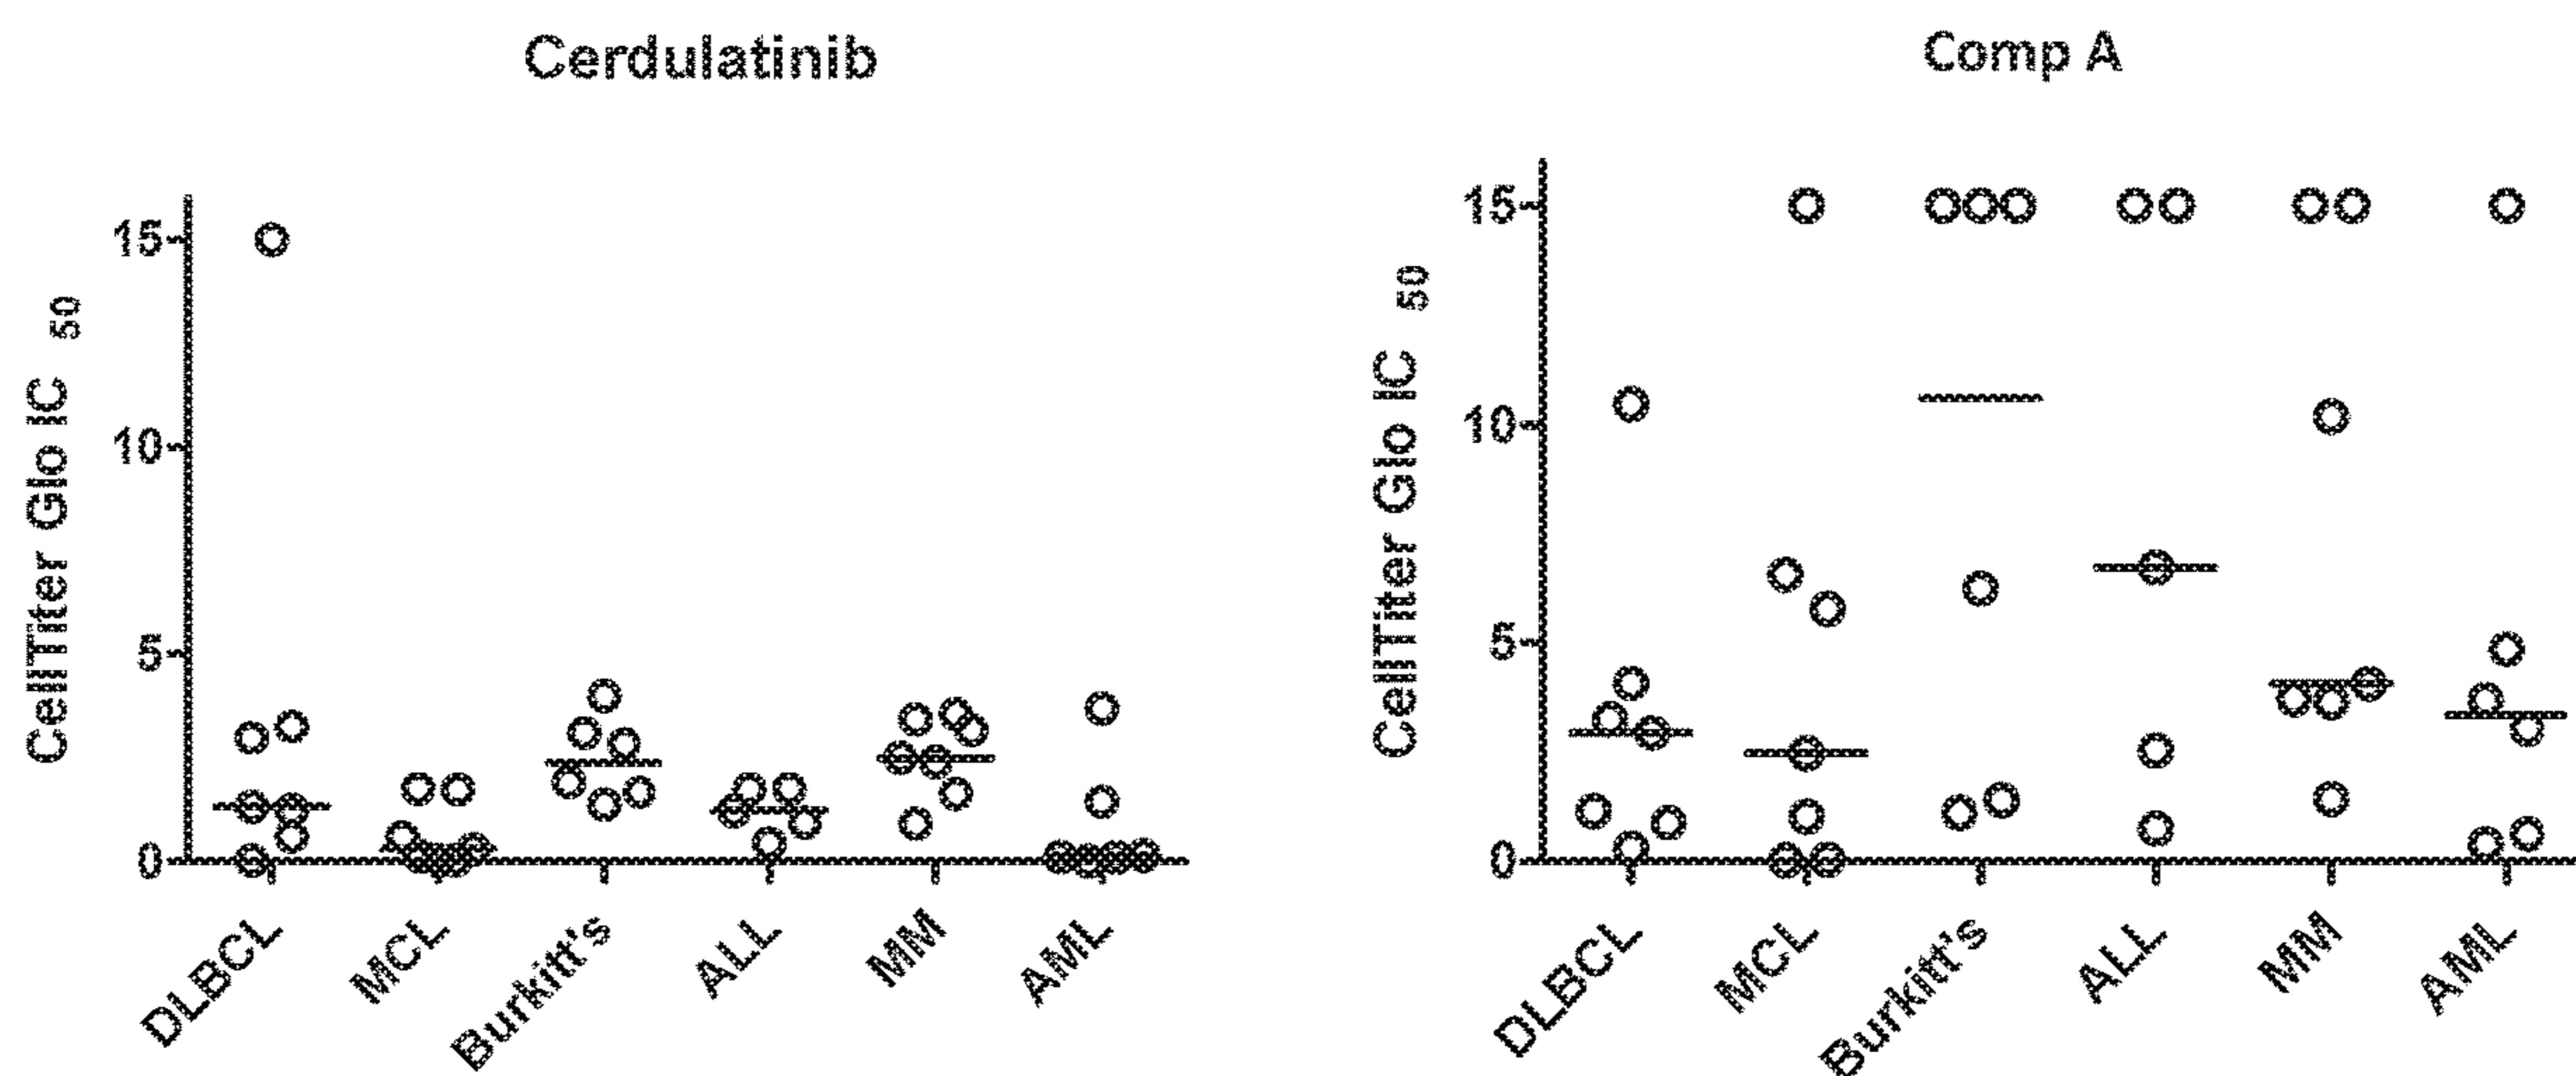 Cerdulatinib
CellTiter Glo IC 50
15
10
5
0
DLBCL
MCL
Burkitt's
ALL
MM
AML
Comp A
CellTiter Glo IC 50
15
10
5
0
DLBCL
MCL
Burkitt's
ALL
MM
AML